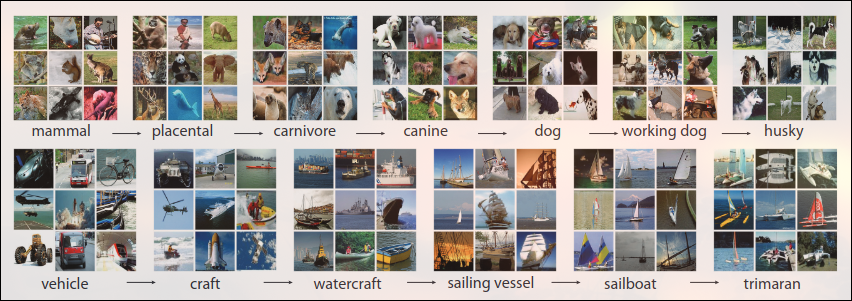 mammal placental carnivore canine dog working dog husky
vehicle craft watercraft sailing vessel sailboat trimaran